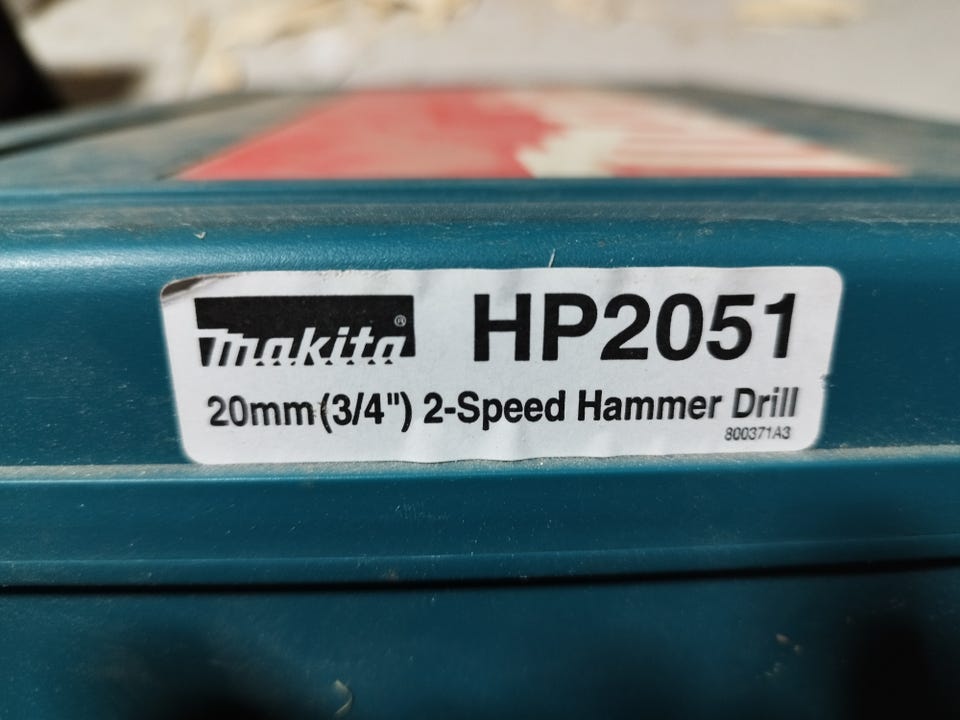 makita® HP2051
20mm(3/4") 2-Speed Hammer Drill
800371A3